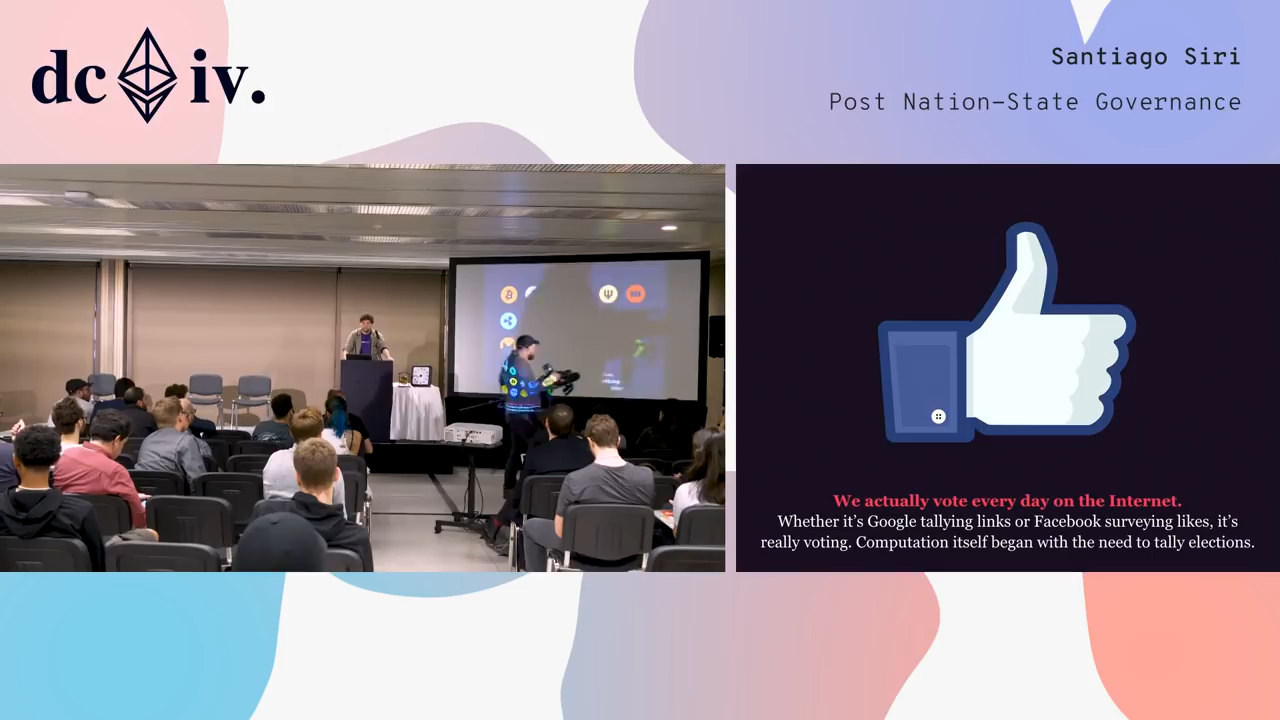 dc iv.
Santiago Siri
Post Nation-State Governance
We actually vote every day on the Internet.
Whether it's Google tallying links or Facebook surveying likes, it's
really voting. Computation itself began with the need to tally elections.